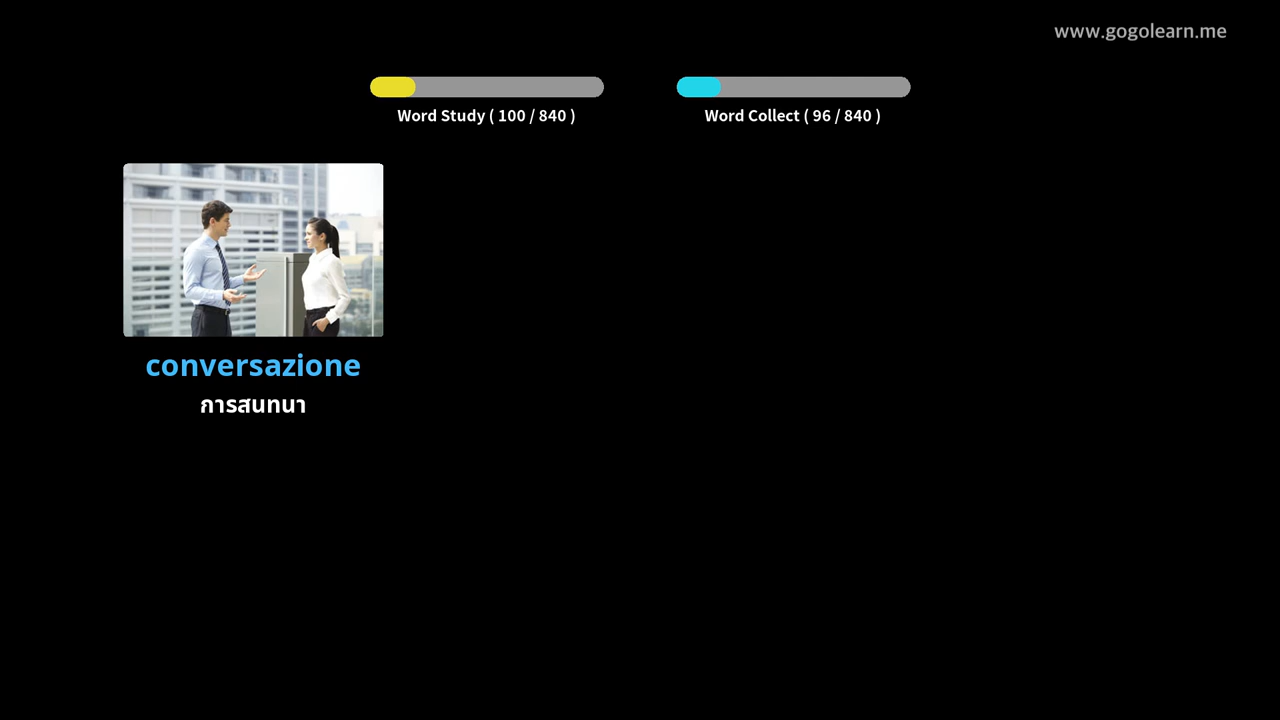 www.gogolearn.me
Word Study ( 100 / 840 )
Word Collect ( 96 / 840 )
conversazione
การสนทนา